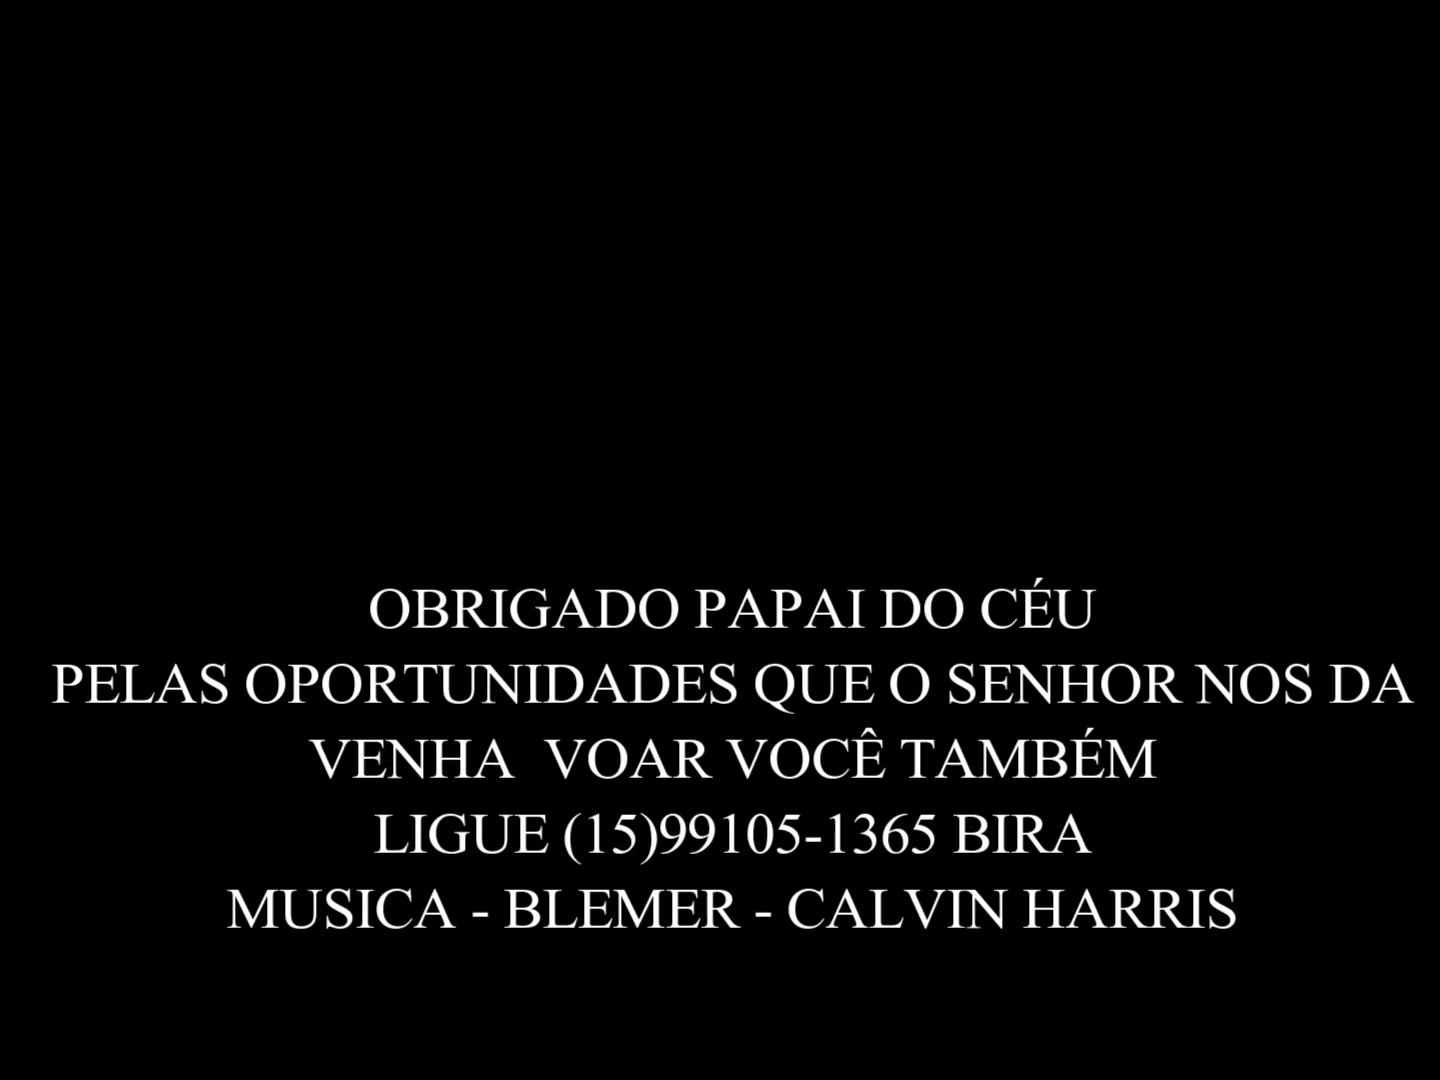 OBRIGADO PAPAI DO CÉU
PELAS OPORTUNIDADES QUE O SENHOR NOS DA
VENHA  VOAR VOCÊ TAMBÉM
LIGUE (15)99105-1365 BIRA
MUSICA - BLEMER - CALVIN HARRIS